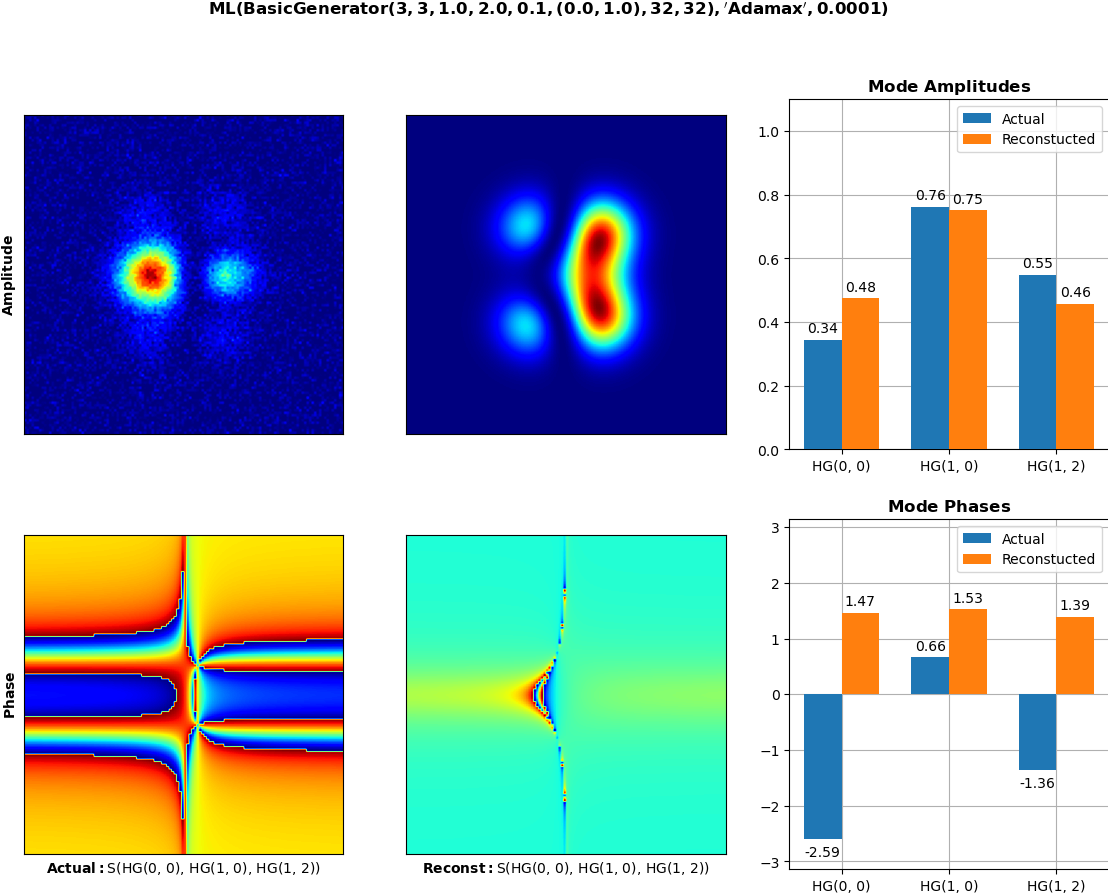 ML(BasicGenerator(3, 3, 1.0, 2.0, 0.1, (0.0, 1.0), 32, 32), ′Adamax′, 0.0001)
Amplitude
Mode Amplitudes
Actual
Reconstucted
1.0
0.8
0.6
0.4
0.2
0.0
0.34
0.48
0.76
0.75
0.55
0.46
HG(0, 0)
HG(1, 0)
HG(1, 2)
Phase
Actual: S(HG(0, 0), HG(1, 0), HG(1, 2))
Reconst: S(HG(0, 0), HG(1, 0), HG(1, 2))
Mode Phases
Actual
Reconstucted
3
2
1
0
−1
−2
−3
-2.59
1.47
0.66
1.53
-1.36
1.39
HG(0, 0)
HG(1, 0)
HG(1, 2)